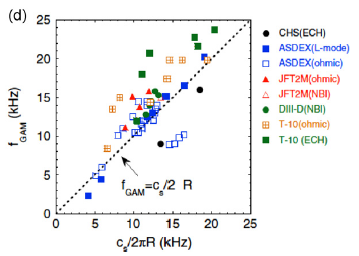 (d)
25
20
15
10
5
0
f_GAM (kHz)
f_GAM=c_s/2 R
0 5 10 15 20 25
c_s/2πR (kHz)
CHS(ECH)
ASDEX(L-mode)
ASDEX(ohmic)
JFT2M(ohmic)
JFT2M(NBI)
DIII-D(NBI)
T-10(ohmic)
T-10 (ECH)